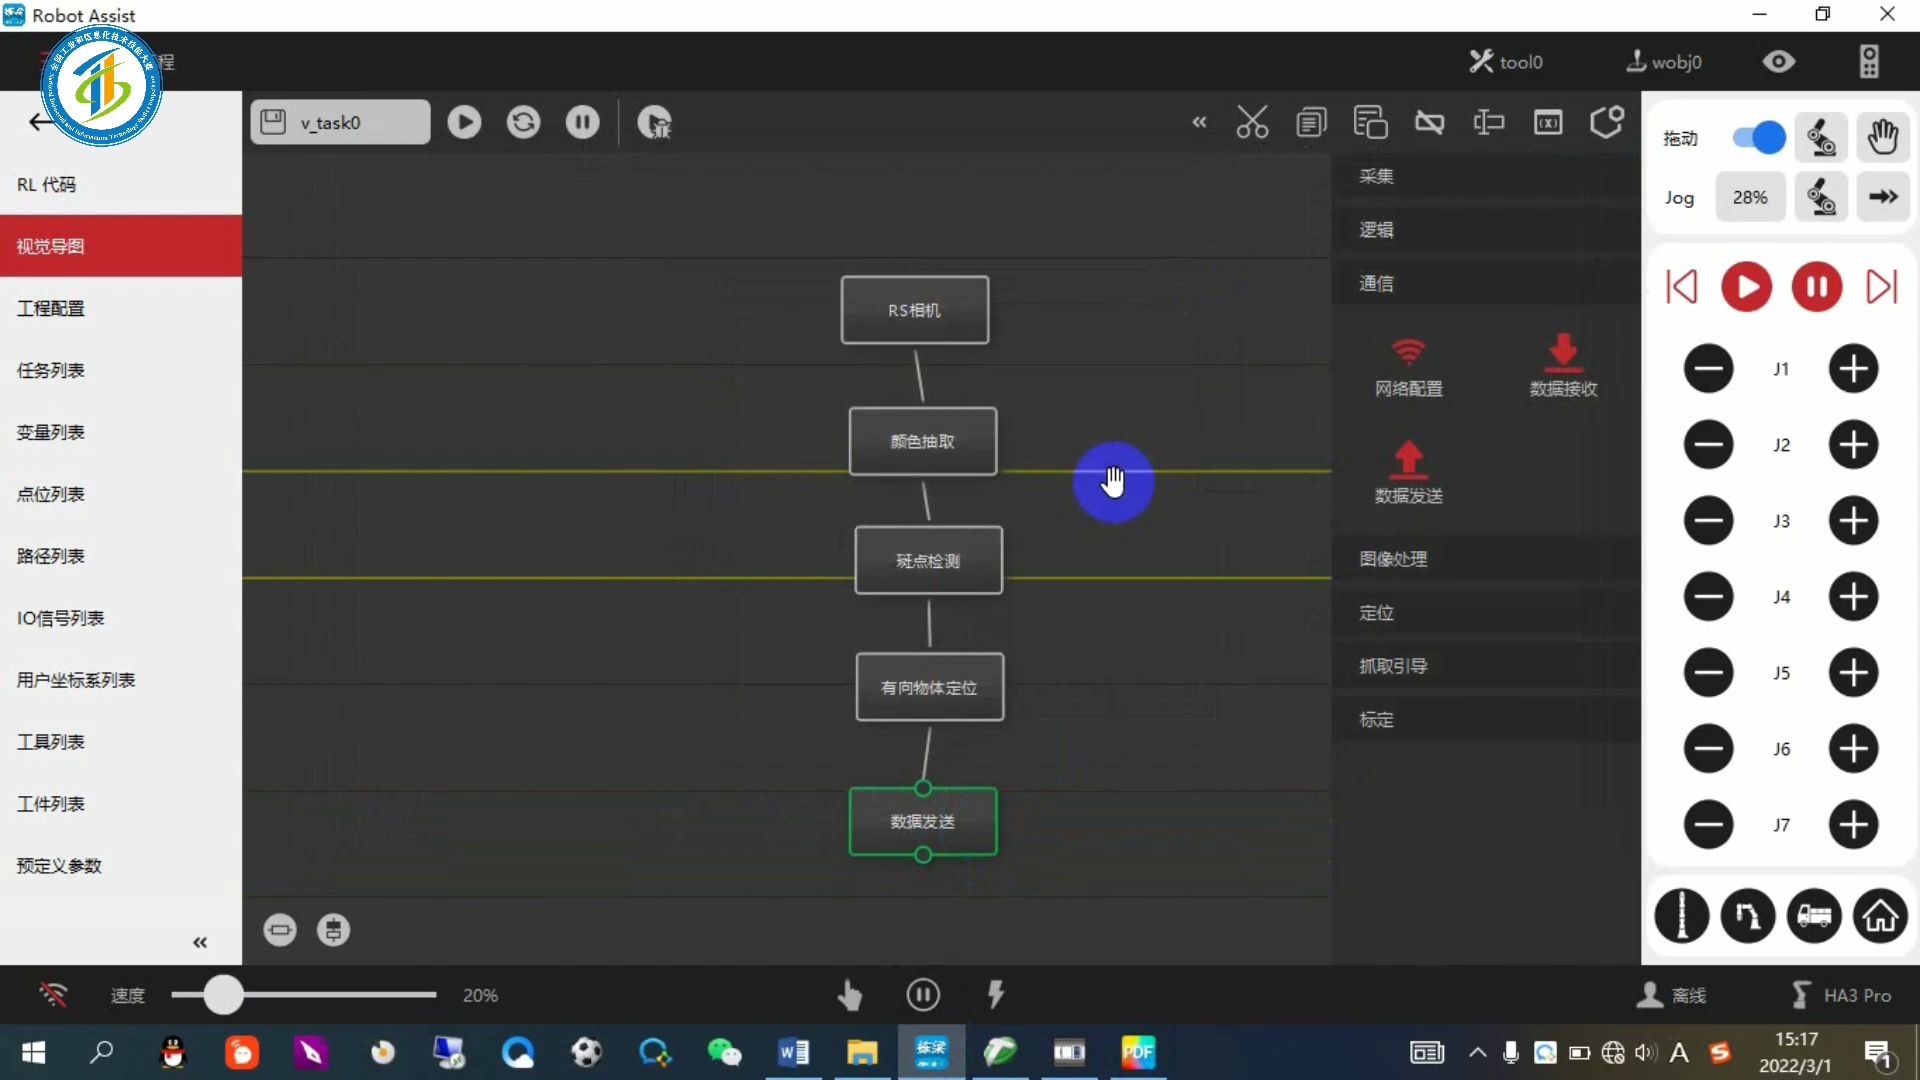 Robot Assist
程
tool0
wobj0
v_task0
RL 代码
视觉导图
工程配置
任务列表
变量列表
点位列表
路径列表
IO信号列表
用户坐标系列表
工具列表
工件列表
预定义参数
RS相机
颜色抽取
斑点检测
有向物体定位
数据发送
采集
逻辑
通信
网络配置
数据接收
数据发送
图像处理
定位
抓取引导
标定
拖动
Jog
28%
J1
J2
J3
J4
J5
J6
J7
速度
20%
离线
HA3 Pro
PDF
15:17
2022/3/1
1